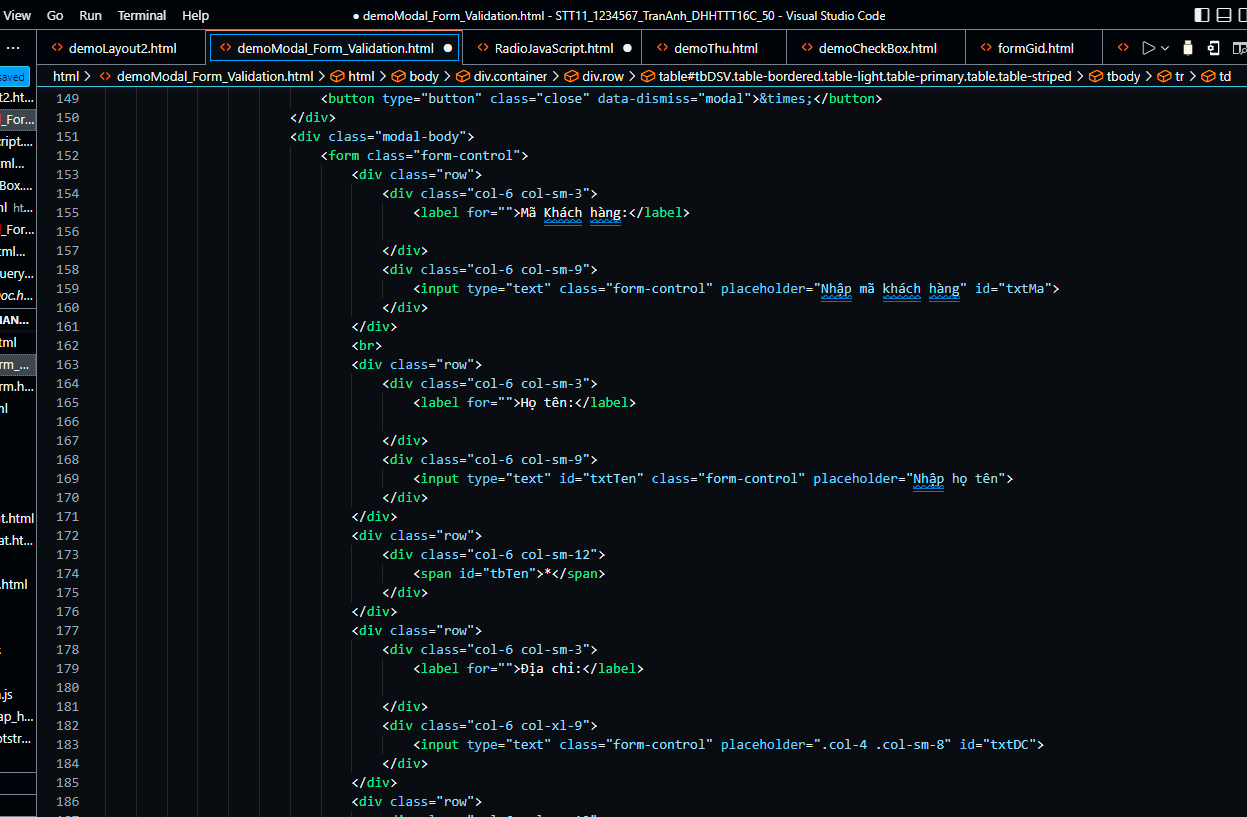 View Go Run Terminal Help
● demoModal_Form_Validation.html - STT11_1234567_TranAnh_DHHTTT16C_50 - Visual Studio Code
··· <> demoLayout2.html <> demoModal_Form_Validation.html ● <> RadioJavaScript.html ● <> demoThu.html <> demoCheckBox.html <> formGid.html <>
html > <> demoModal_Form_Validation.html > html > body > div.container > div.row > table#tbDSV.table-bordered.table-light.table-primary.table.table-striped > tbody > tr > td
saved
t2.ht...
_For...
cript....
ml...
Box....
ml ht...
_For...
tml...
uery...
oc.h...
HAN...
tml
rm_...
rm.h...
ml
t.html
at.ht...
.html
.js
ap_h...
otstr...
149 <button type="button" class="close" data-dismiss="modal">&times;</button>
150 </div>
151 <div class="modal-body">
152 <form class="form-control">
153 <div class="row">
154 <div class="col-6 col-sm-3">
155 <label for="">Mã Khách hàng:</label>
156
157 </div>
158 <div class="col-6 col-sm-9">
159 <input type="text" class="form-control" placeholder="Nhập mã khách hàng" id="txtMa">
160 </div>
161 </div>
162 <br>
163 <div class="row">
164 <div class="col-6 col-sm-3">
165 <label for="">Họ tên:</label>
166
167 </div>
168 <div class="col-6 col-sm-9">
169 <input type="text" id="txtTen" class="form-control" placeholder="Nhập họ tên">
170 </div>
171 </div>
172 <div class="row">
173 <div class="col-6 col-sm-12">
174 <span id="tbTen">*</span>
175 </div>
176 </div>
177 <div class="row">
178 <div class="col-6 col-sm-3">
179 <label for="">Địa chỉ:</label>
180
181 </div>
182 <div class="col-6 col-xl-9">
183 <input type="text" class="form-control" placeholder=".col-4 .col-sm-8" id="txtDC">
184 </div>
185 </div>
186 <div class="row">